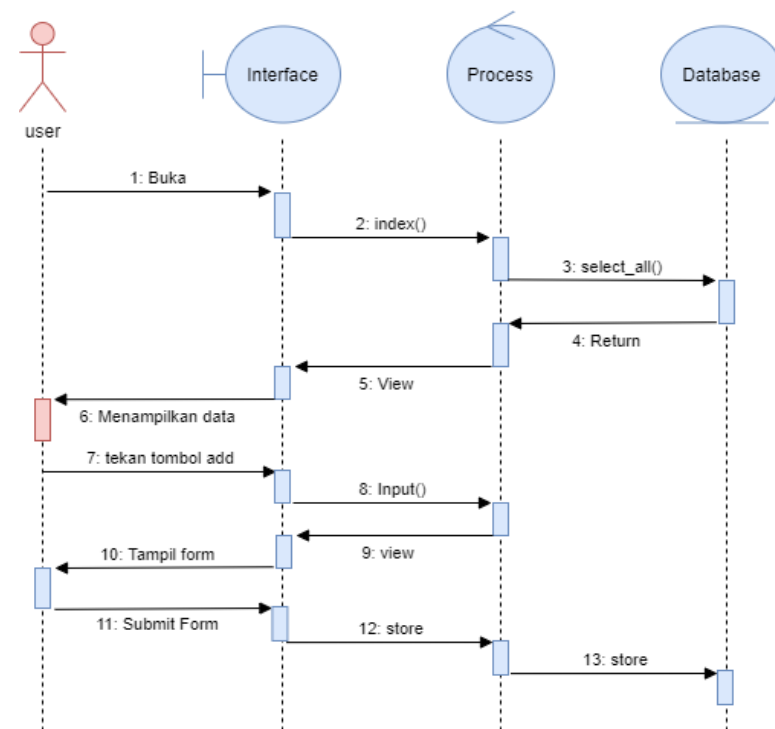 Interface
Process
Database
user
1: Buka
2: index()
3: select_all()
4: Return
5: View
6: Menampilkan data
7: tekan tombol add
8: Input()
9: view
10: Tampil form
11: Submit Form
12: store
13: store